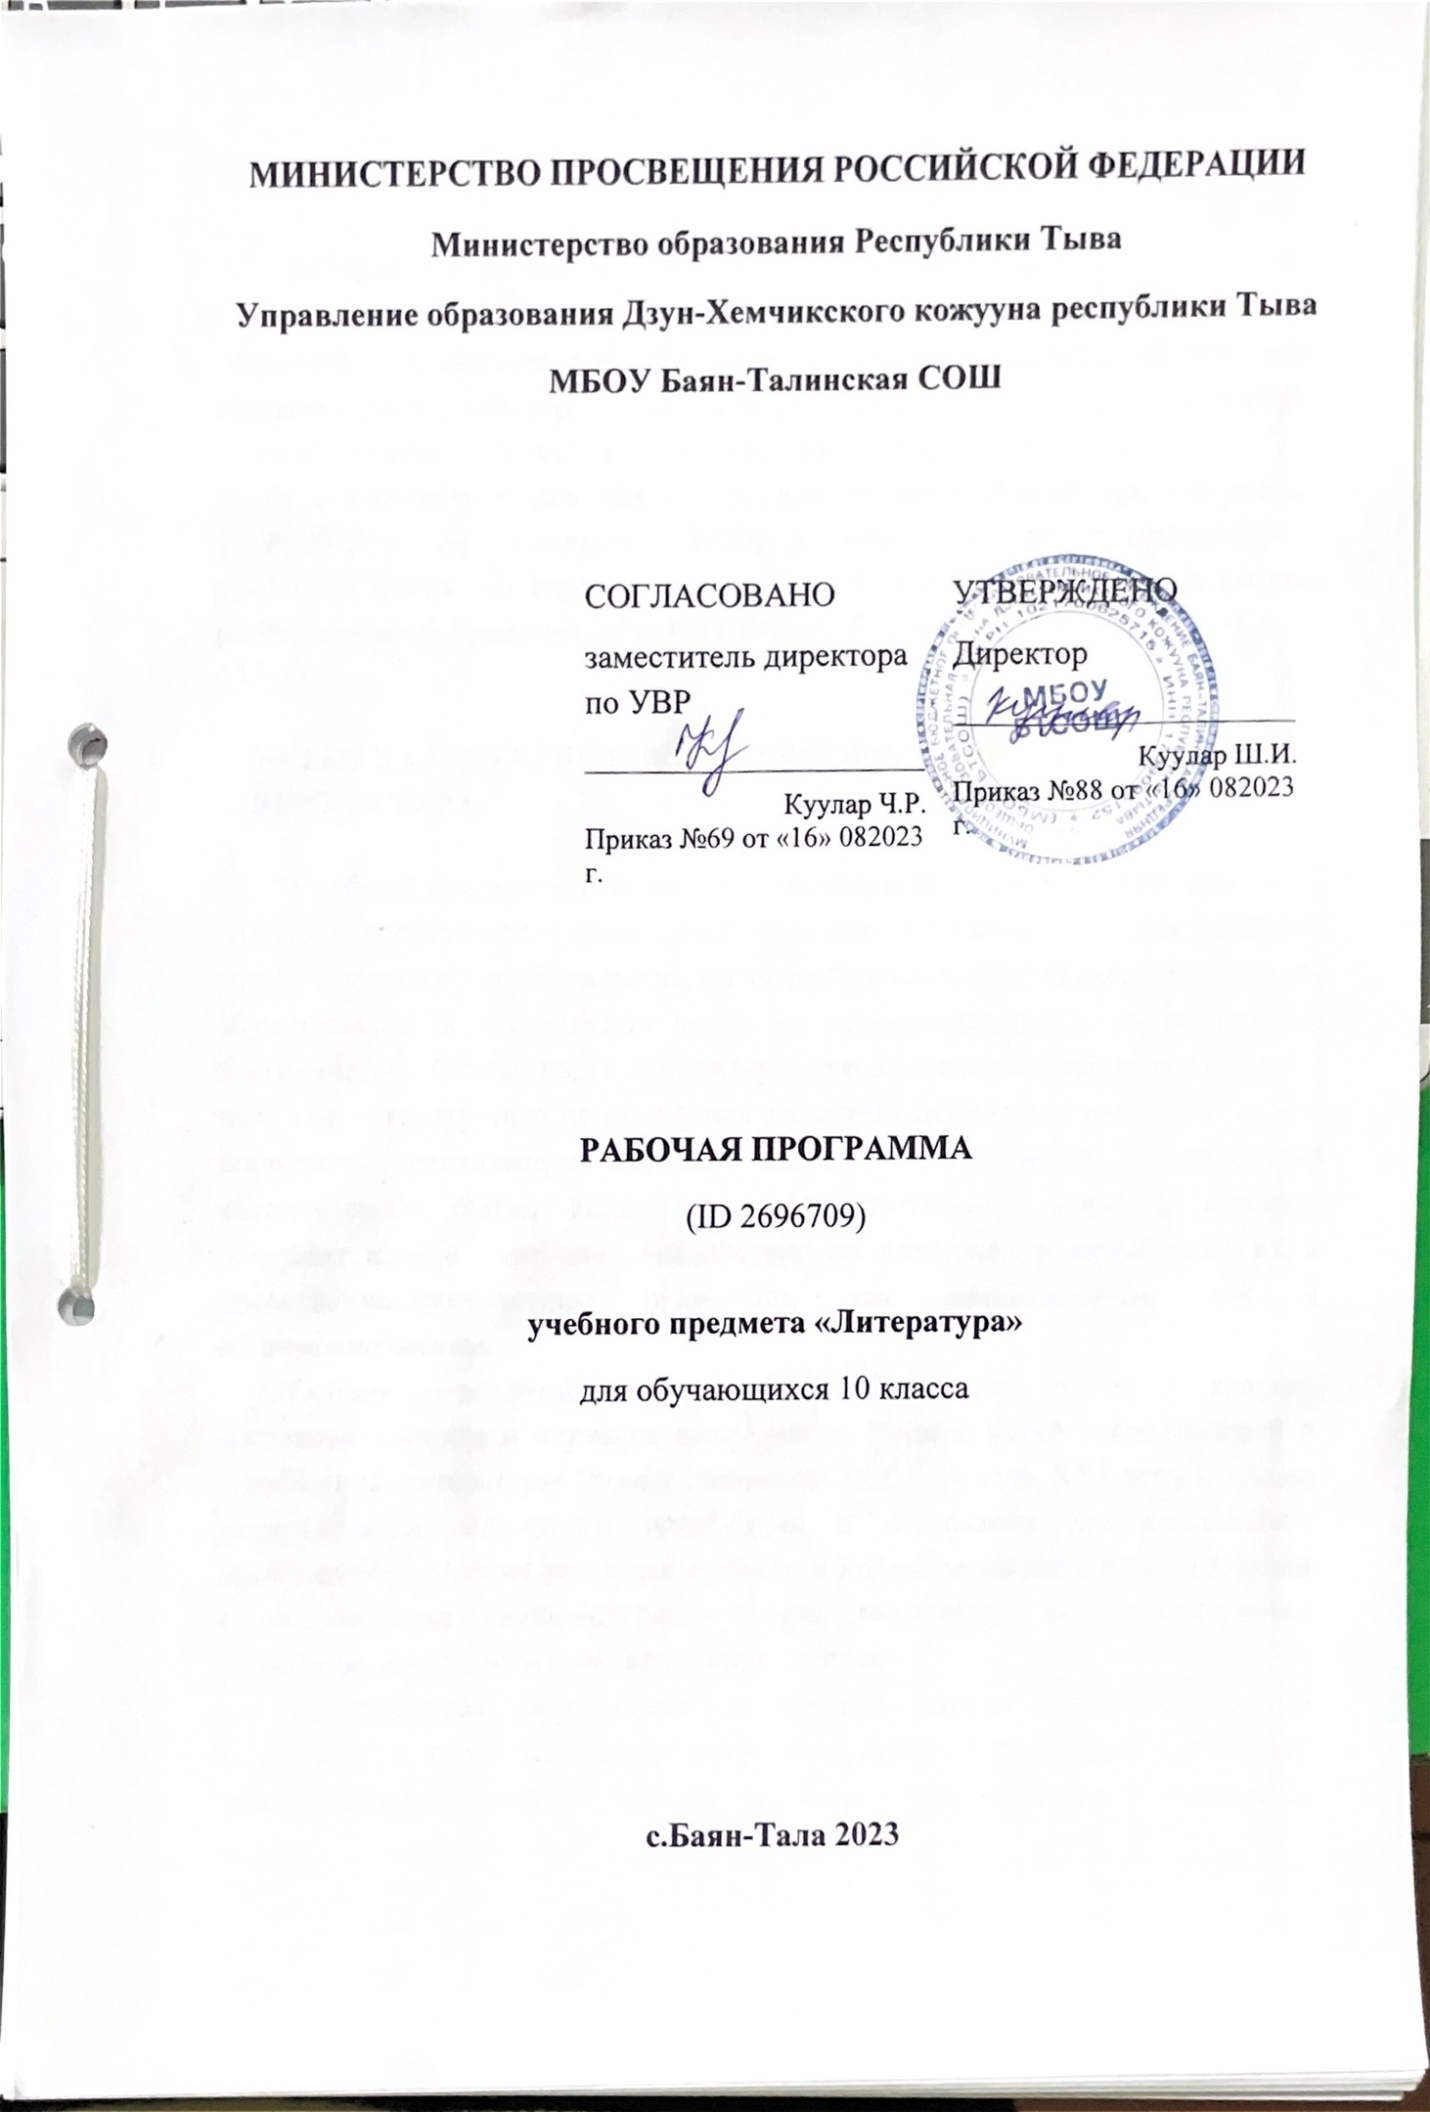 МИНИСТЕРСТВО ПРОСВЕЩЕНИЯ РОССИЙСКОЙ ФЕДЕРАЦИИ
Министерство образования Республики Тыва
Управление образования Дзун-Хемчикского кожууна республики Тыва
МБОУ Баян-Талинская СОШ
СОГЛАСОВАНО
заместитель директора
по УВР
Куулар Ч.Р.
Приказ №69 от «16» 082023
г.
УТВЕРЖДЕНО
Директор
МБОУ
Куулар Ш.И.
Приказ №88 от «16» 082023
г.
РАБОЧАЯ ПРОГРАММА
(ID 2696709)
учебного предмета «Литература»
для обучающихся 10 класса
с.Баян-Тала 2023